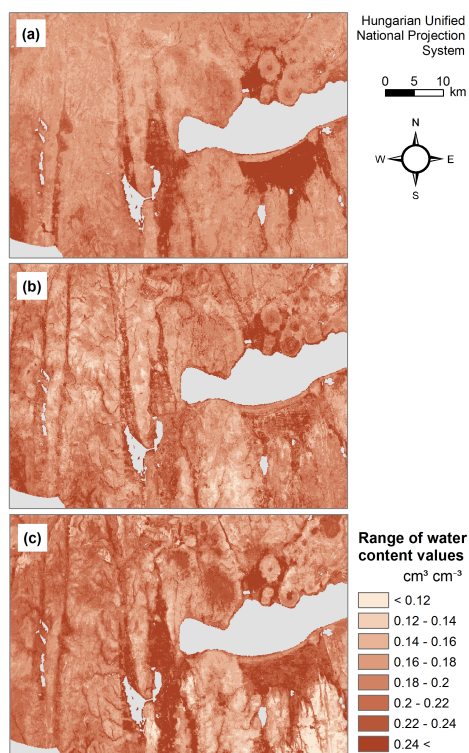 (a)
Hungarian Unified
National Projection
System
0 5 10
km
N
W E
S
(b)
(c)
Range of water
content values
cm³ cm⁻³
< 0.12
0.12 - 0.14
0.14 - 0.16
0.16 - 0.18
0.18 - 0.2
0.2 - 0.22
0.22 - 0.24
0.24 <